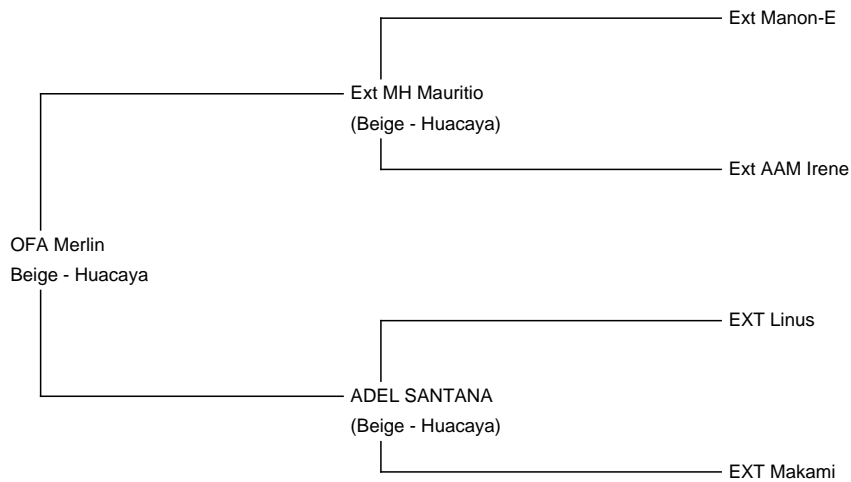 Ext Manon-E
Ext MH Mauritio
(Beige - Huacaya)
Ext AAM Irene
OFA Merlin
Beige - Huacaya
EXT Linus
ADEL SANTANA
(Beige - Huacaya)
EXT Makami